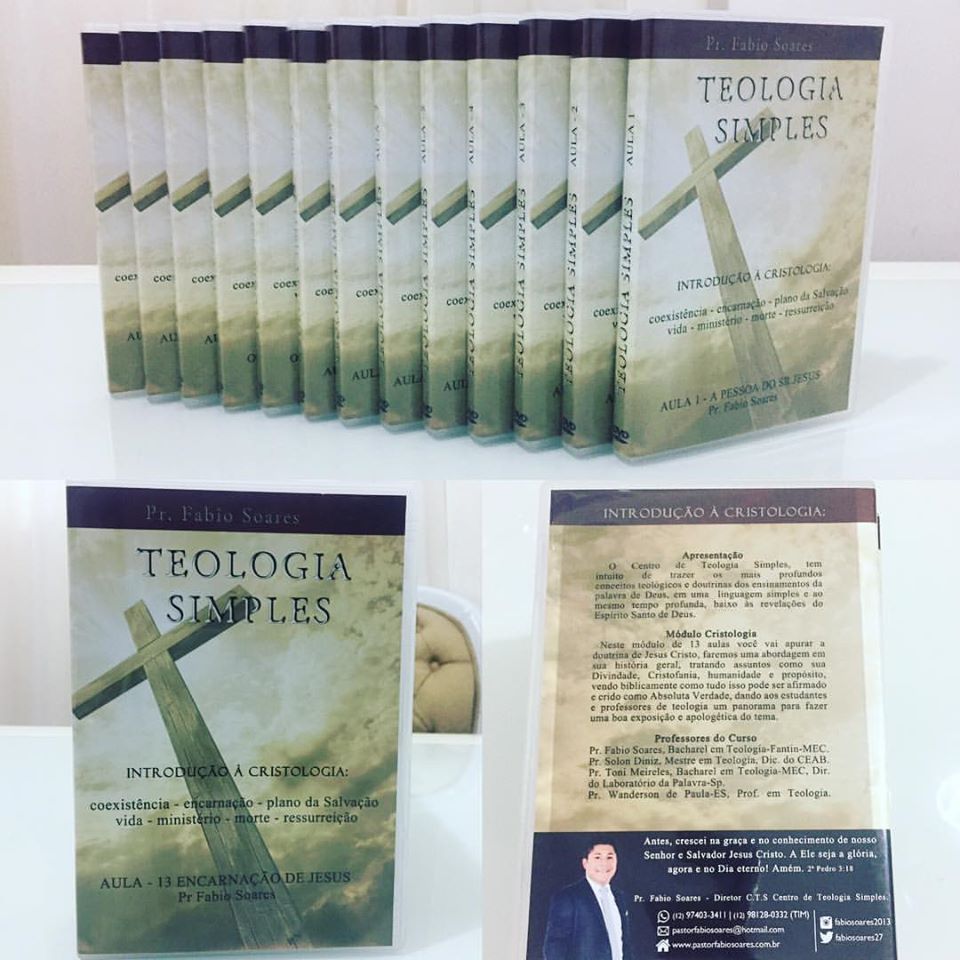 Pr. Fabio Soares
TEOLOGIA
SIMPLES
INTRODUÇÃO À CRISTOLOGIA:
coexistência - encarnação - plano da Salvação
vida - ministério - morte - ressurreição
AULA 1 - A PESSOA DO SR JESUS
Pr. Fabio Soares
TEOLOGIA SIMPLES AULA 1
TEOLOGIA SIMPLES AULA - 2
TEOLOGIA SIMPLES AULA - 3
TEOLOGIA SIMPLES AULA - 4
DVD
Pr. Fabio Soares
TEOLOGIA
SIMPLES
INTRODUÇÃO À CRISTOLOGIA:
coexistência - encarnação - plano da Salvação
vida - ministério - morte - ressurreição
AULA - 13 ENCARNAÇÃO DE JESUS
Pr Fabio Soares
INTRODUÇÃO À CRISTOLOGIA:
Apresentação
O Centro de Teologia Simples, tem
intuito de trazer os mais profundos
conceitos teológicos e doutrinas dos ensinamentos da
palavra de Deus, em uma linguagem simples e ao
mesmo tempo profunda, baixo às revelações do
Espírito Santo de Deus.
Módulo Cristologia
Neste módulo de 13 aulas você vai apurar a
doutrina de Jesus Cristo, faremos uma abordagem em
sua história geral, tratando assuntos como sua
Divindade, Cristofania, humanidade e propósito,
vendo biblicamente como tudo isso pode ser afirmado
e crido como Absoluta Verdade, dando aos estudantes
e professores de teologia um panorama para fazer
uma boa exposição e apologética do tema.
Professores do Curso
Pr. Fabio Soares, Bacharel em Teologia-Fantin-MEC.
Pr. Solon Diniz, Mestre em Teologia, Dic. do CEAB.
Pr. Toni Meireles, Bacharel em Teologia-MEC, Dir.
do Laboratório da Palavra-Sp.
Pr. Wanderson de Paula-ES, Prof. em Teologia.
Antes, crescei na graça e no conhecimento de nosso
Senhor e Salvador Jesus Cristo. A Ele seja a glória,
agora e no Dia eterno! Amém. 2ª Pedro 3:18
Pr. Fabio Soares - Diretor C.T.S Centro de Teologia Simples.
(12) 97403-3411 | (12) 98128-0332 (TIM)
pastorfabiosoares@hotmail.com
www.pastorfabiosoares.com.br
fabiosoares2013
fabiosoares27